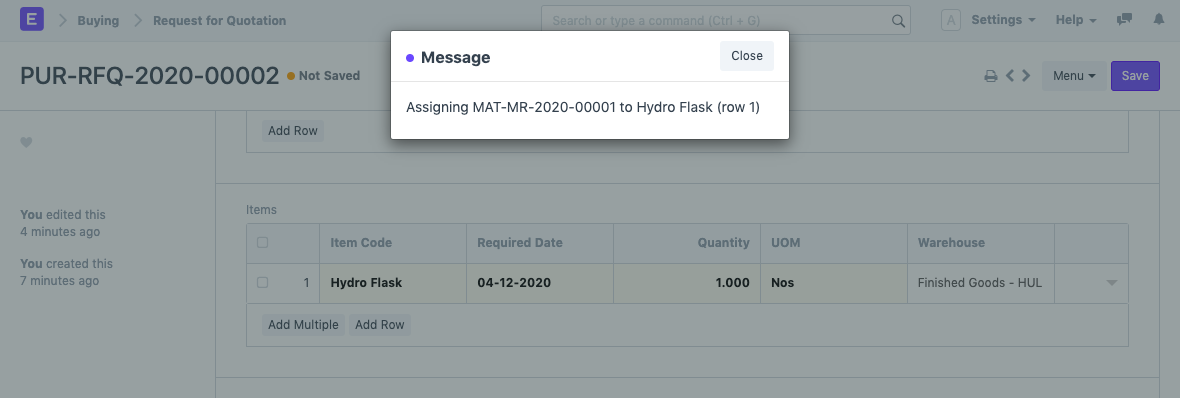 E Buying Request for Quotation Search or type a command (Ctrl + G) A Settings Help
PUR-RFQ-2020-00002 Not Saved Menu Save
Message Close
Assigning MAT-MR-2020-00001 to Hydro Flask (row 1)
Add Row
You edited this
4 minutes ago
You created this
7 minutes ago
Items
Item Code Required Date Quantity UOM Warehouse
1 Hydro Flask 04-12-2020 1.000 Nos Finished Goods - HUL
Add Multiple Add Row